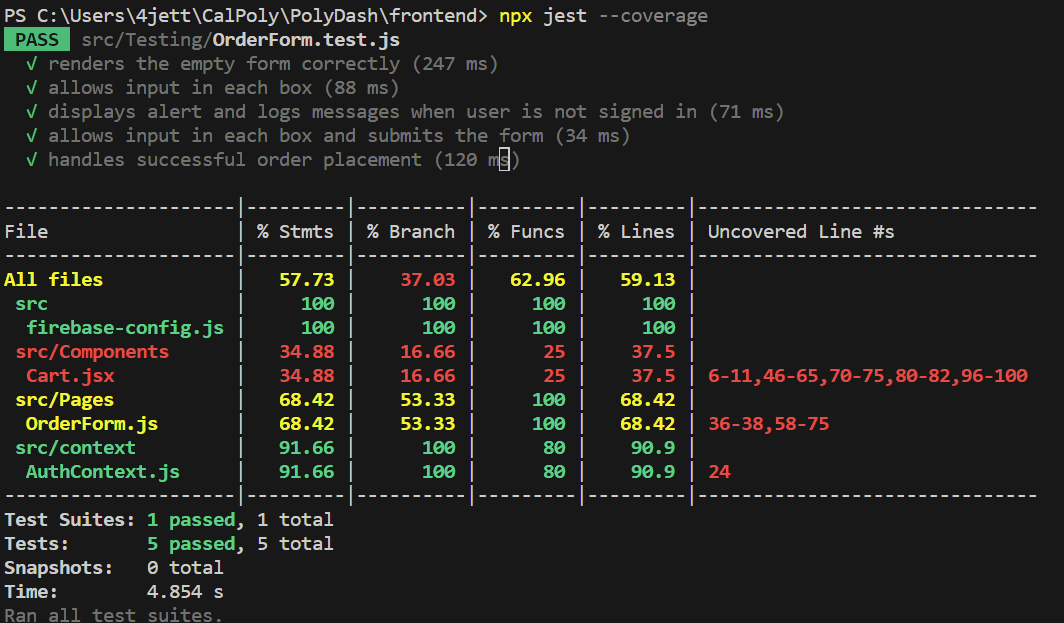 PS C:\Users\4jett\CalPoly\PolyDash\frontend> npx jest --coverage
PASS src/Testing/OrderForm.test.js
√ renders the empty form correctly (247 ms)
√ allows input in each box (88 ms)
√ displays alert and logs messages when user is not signed in (71 ms)
√ allows input in each box and submits the form (34 ms)
√ handles successful order placement (120 ms)
---------------------|---------|----------|---------|---------|-------------------------------
File                 | % Stmts | % Branch | % Funcs | % Lines | Uncovered Line #s
---------------------|---------|----------|---------|---------|-------------------------------
All files            |   57.73 |    37.03 |   62.96 |   59.13 |
 src                 |     100 |      100 |     100 |     100 |
  firebase-config.js |     100 |      100 |     100 |     100 |
 src/Components      |   34.88 |    16.66 |      25 |    37.5 |
  Cart.jsx           |   34.88 |    16.66 |      25 |    37.5 | 6-11,46-65,70-75,80-82,96-100
 src/Pages           |   68.42 |    53.33 |     100 |   68.42 |
  OrderForm.js       |   68.42 |    53.33 |     100 |   68.42 | 36-38,58-75
 src/context         |   91.66 |      100 |      80 |    90.9 |
  AuthContext.js     |   91.66 |      100 |      80 |    90.9 | 24
---------------------|---------|----------|---------|---------|-------------------------------
Test Suites: 1 passed, 1 total
Tests:       5 passed, 5 total
Snapshots:   0 total
Time:        4.854 s
Ran all test suites.